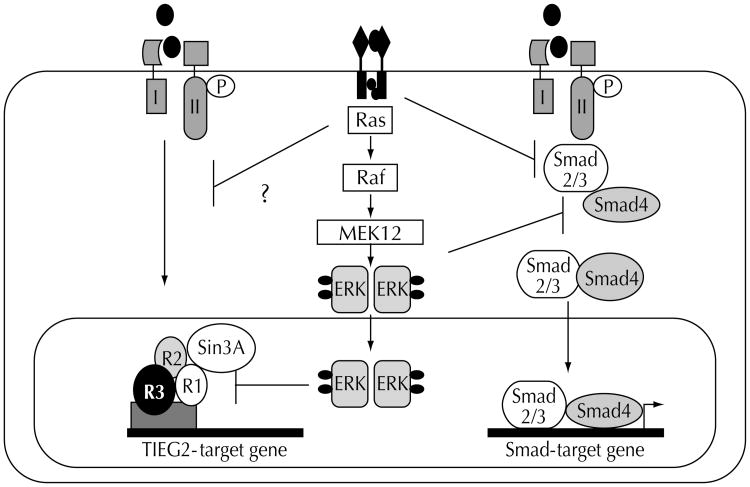 I
II
P
Ras
Raf
MEK12
ERK
ERK
?
I
II
P
Smad
2/3
Smad4
Smad
2/3
Smad4
R2
Sin3A
R3
R1
TIEG2-target gene
ERK
ERK
Smad
2/3
Smad4
Smad-target gene